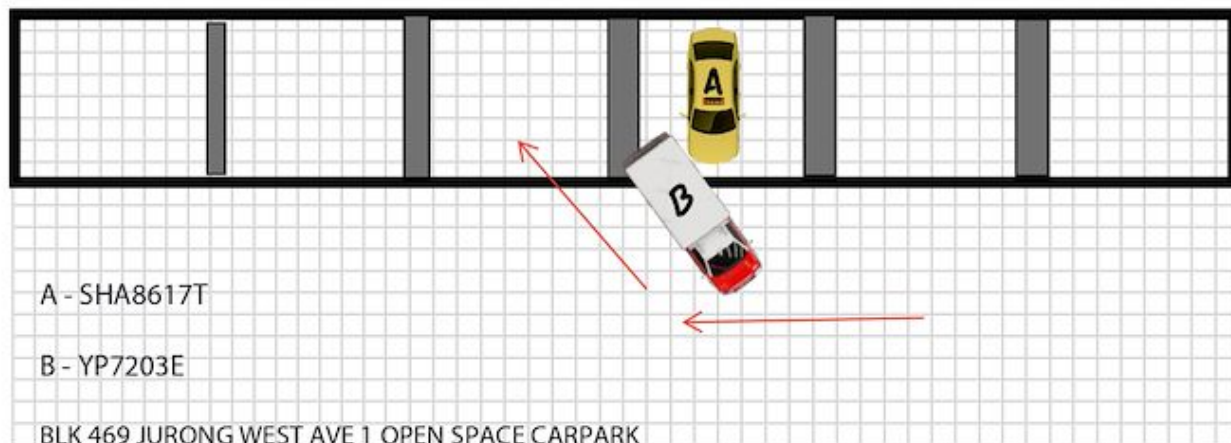 A
B
A - SHA8617T
B - YP7203E
BLK 469 JURONG WEST AVE 1 OPEN SPACE CARPARK